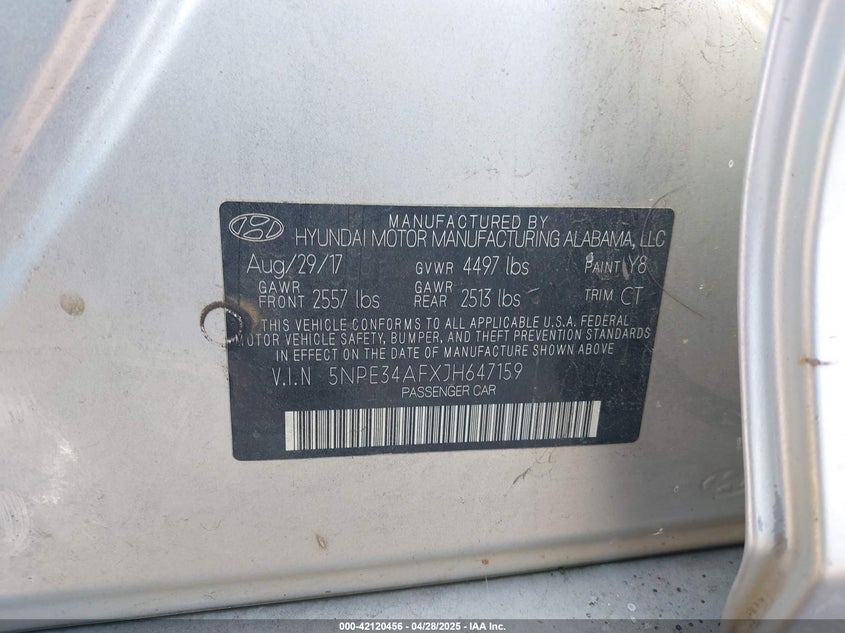 MANUFACTURED BY
HYUNDAI MOTOR MANUFACTURING ALABAMA, LLC
Aug/29/17 GVWR 4497 lbs PAINT Y8
GAWR FRONT 2557 lbs GAWR REAR 2513 lbs TRIM CT
THIS VEHICLE CONFORMS TO ALL APPLICABLE U.S.A. FEDERAL
MOTOR VEHICLE SAFETY, BUMPER, AND THEFT PREVENTION STANDARDS
IN EFFECT ON THE DATE OF MANUFACTURE SHOWN ABOVE.
V.I.N 5NPE34AFXJH647159
PASSENGER CAR
000-42120456 - 04/28/2025 - IAA Inc.